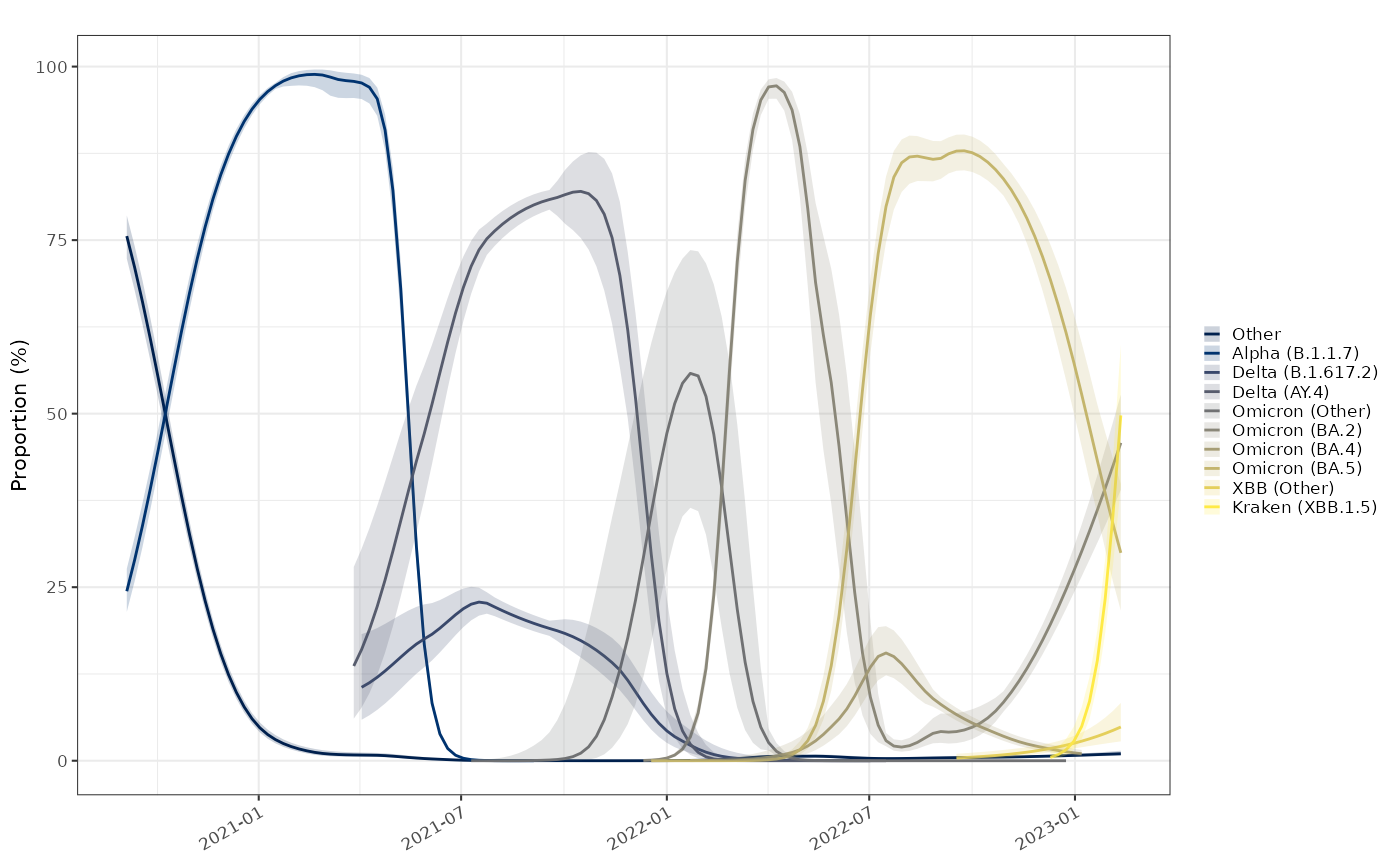 Proportion (%)
100
75
50
25
0
2021-01
2021-07
2022-01
2022-07
2023-01
Other
Alpha (B.1.1.7)
Delta (B.1.617.2)
Delta (AY.4)
Omicron (Other)
Omicron (BA.2)
Omicron (BA.4)
Omicron (BA.5)
XBB (Other)
Kraken (XBB.1.5)